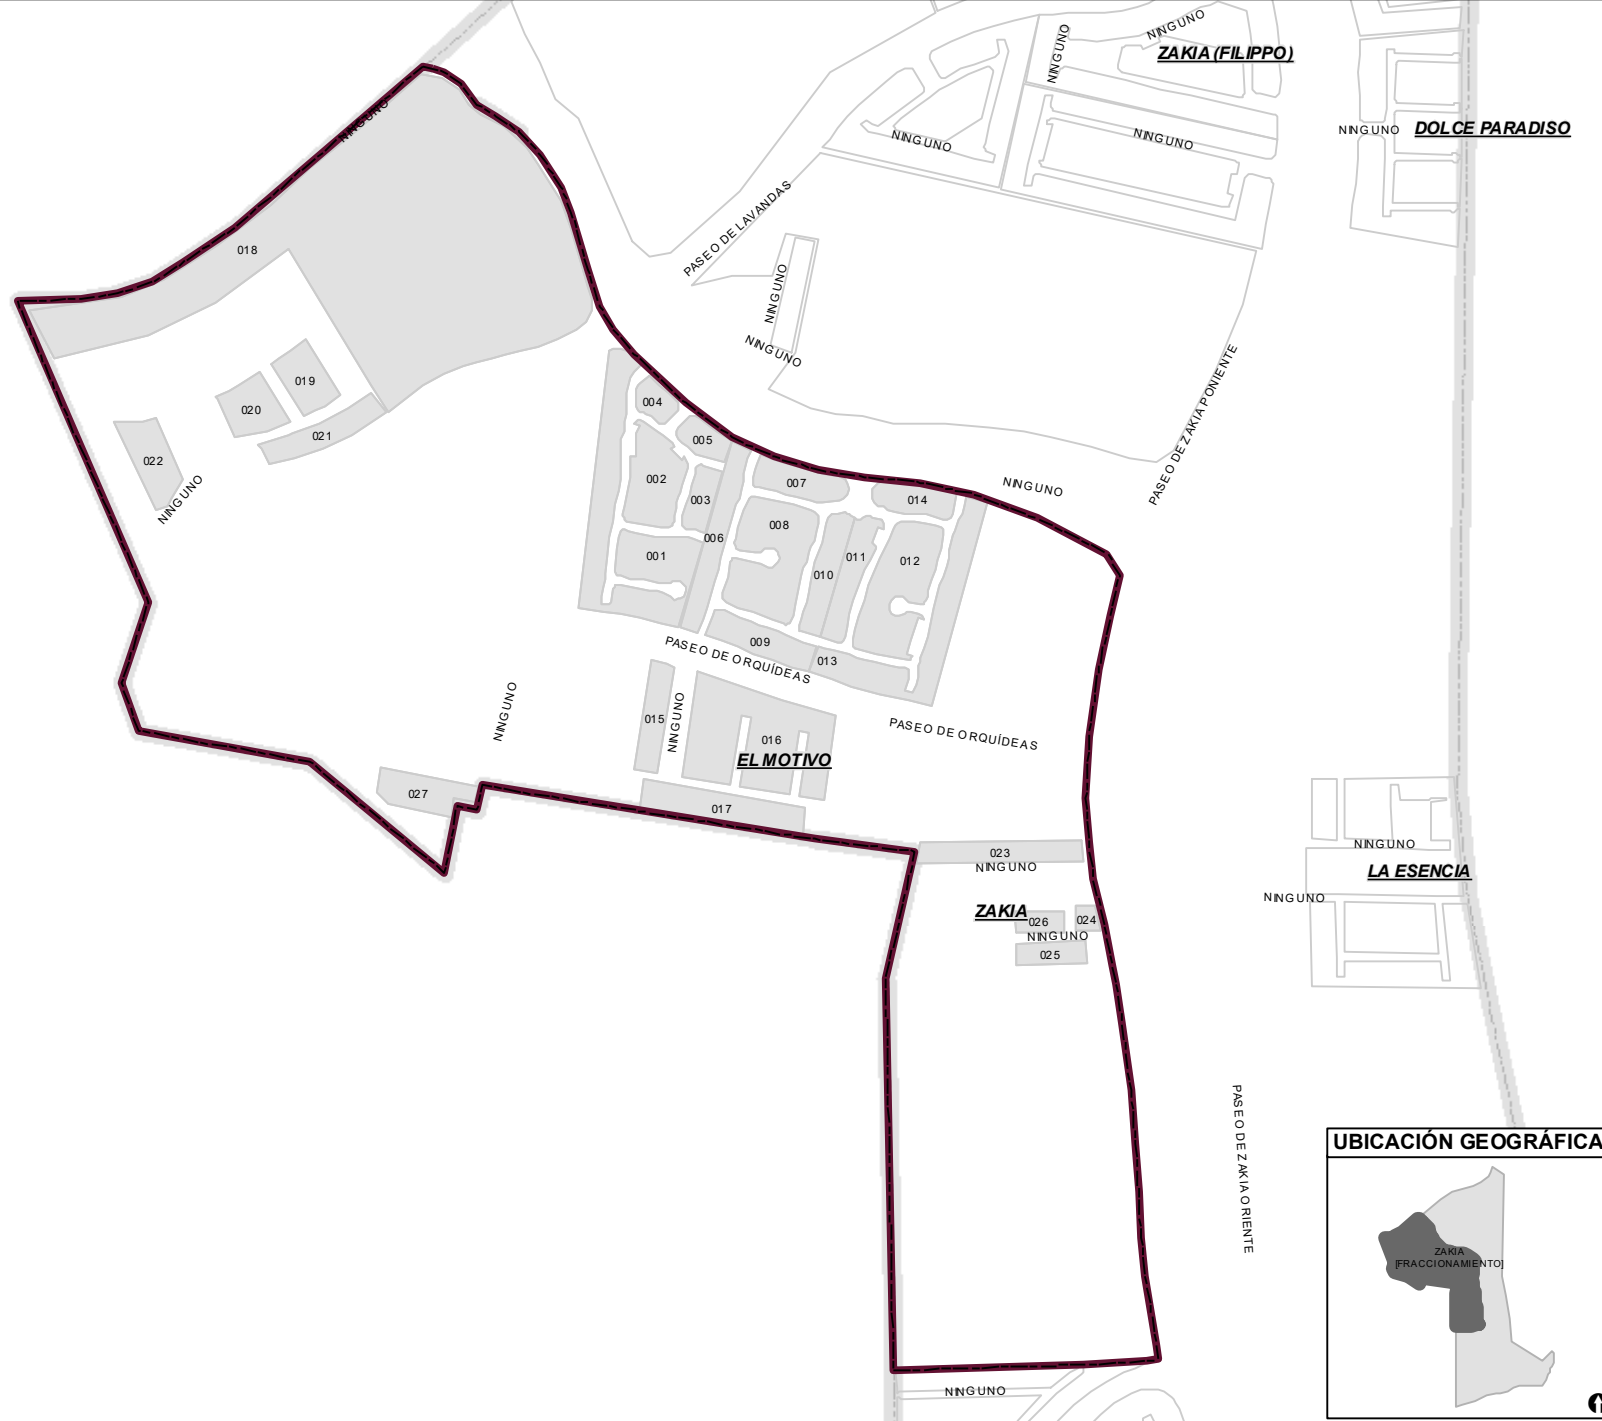 NINGUNO
NINGUNO
ZAKIA (FILIPPO)
NINGUNO
NINGUNO
NINGUNO
NINGUNO
NINGUNO
DOLCE PARADISO
PASEO DE LAVANDAS
018
NINGUNO
NINGUNO
PASEO DE ZAKIA PONIENTE
019
020
004
021
005
022
002
007
NINGUNO
NINGUNO
003
014
008
006
001
011
012
010
009
PASEO DE ORQUÍDEAS
013
NINGUNO
015
NINGUNO
016
PASEO DE ORQUÍDEAS
EL MOTIVO
027
017
NINGUNO
023
NINGUNO
LA ESENCIA
NINGUNO
ZAKIA
026
024
NINGUNO
025
PASEO DE ZAKIA ORIENTE
UBICACIÓN GEOGRÁFICA
ZAKIA
[FRACCIONAMIENTO]
NINGUNO